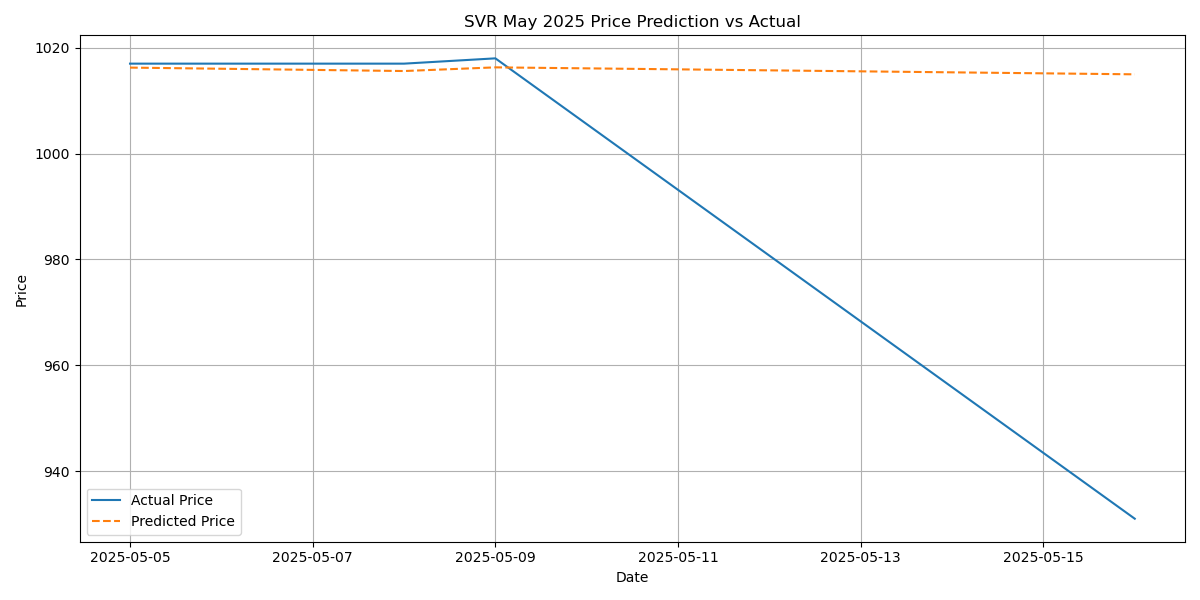 SVR May 2025 Price Prediction vs Actual
1020
1000
980
960
940
Price
Actual Price
Predicted Price
2025-05-05 2025-05-07 2025-05-09 2025-05-11 2025-05-13 2025-05-15
Date